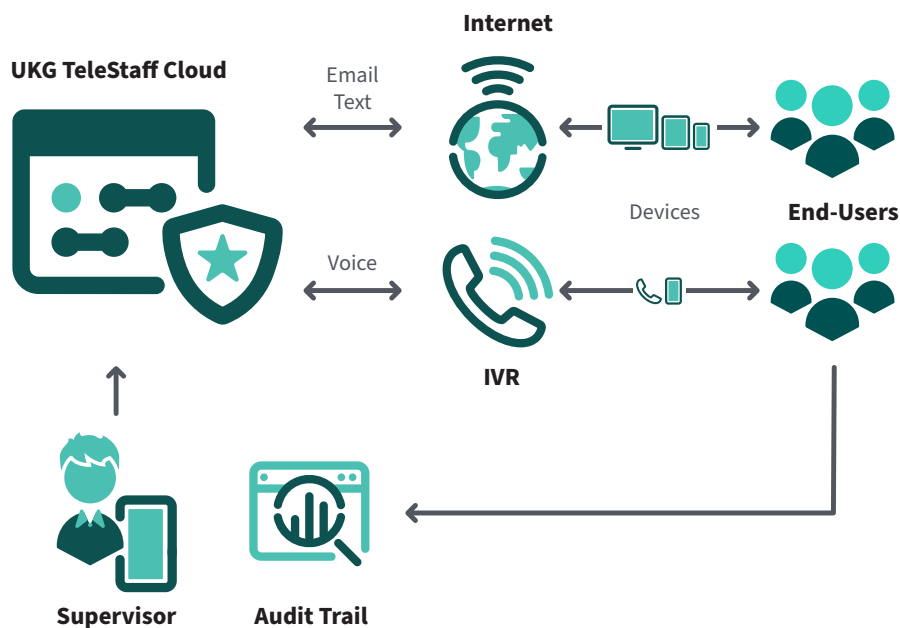 Internet
UKG TeleStaff Cloud
Email
Text
Devices
End-Users
Voice
IVR
Supervisor
Audit Trail